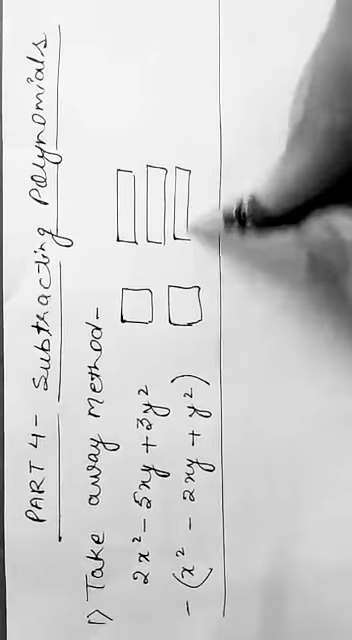 PART 4 - Subtracting Polynomials
1) Take away Method -
2x² - 5xy + 3y²
- (x² - 2xy + y²)